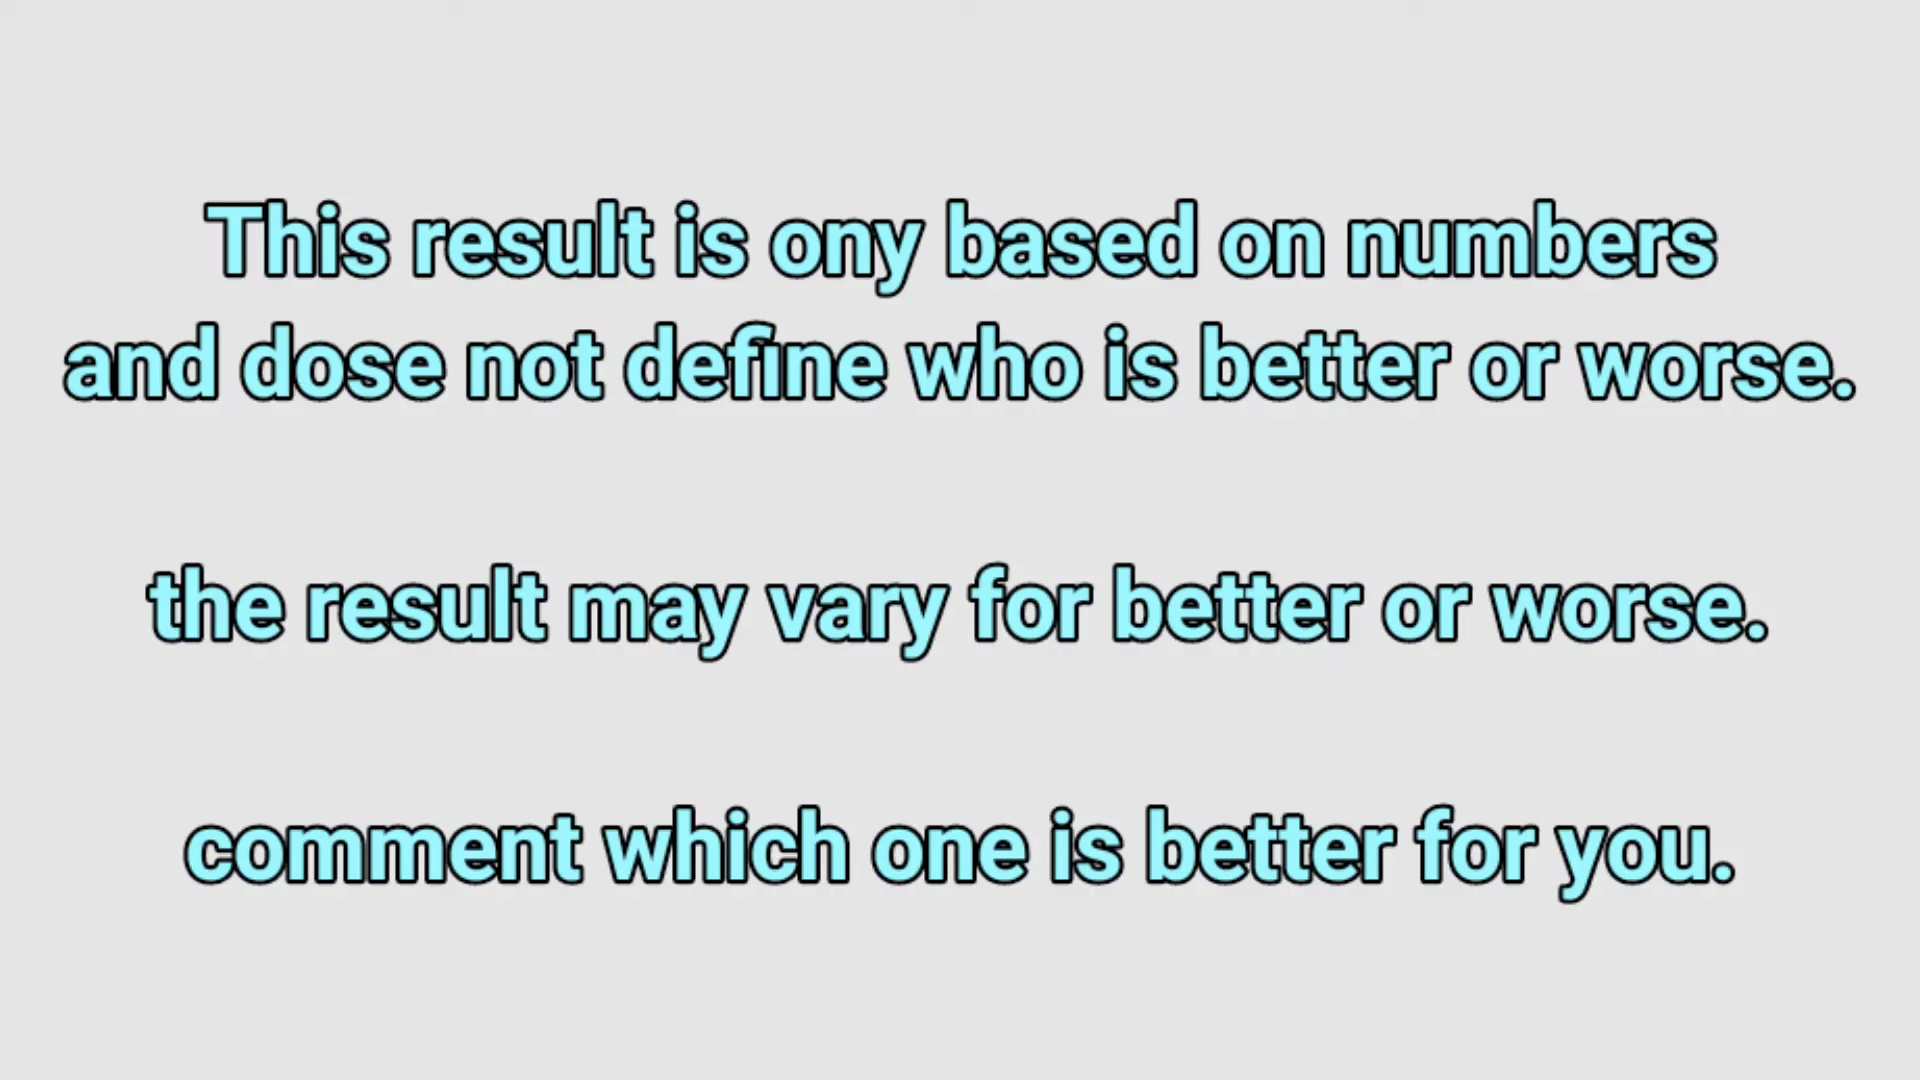 This result is ony based on numbers
and dose not define who is better or worse.
the result may vary for better or worse.
comment which one is better for you.